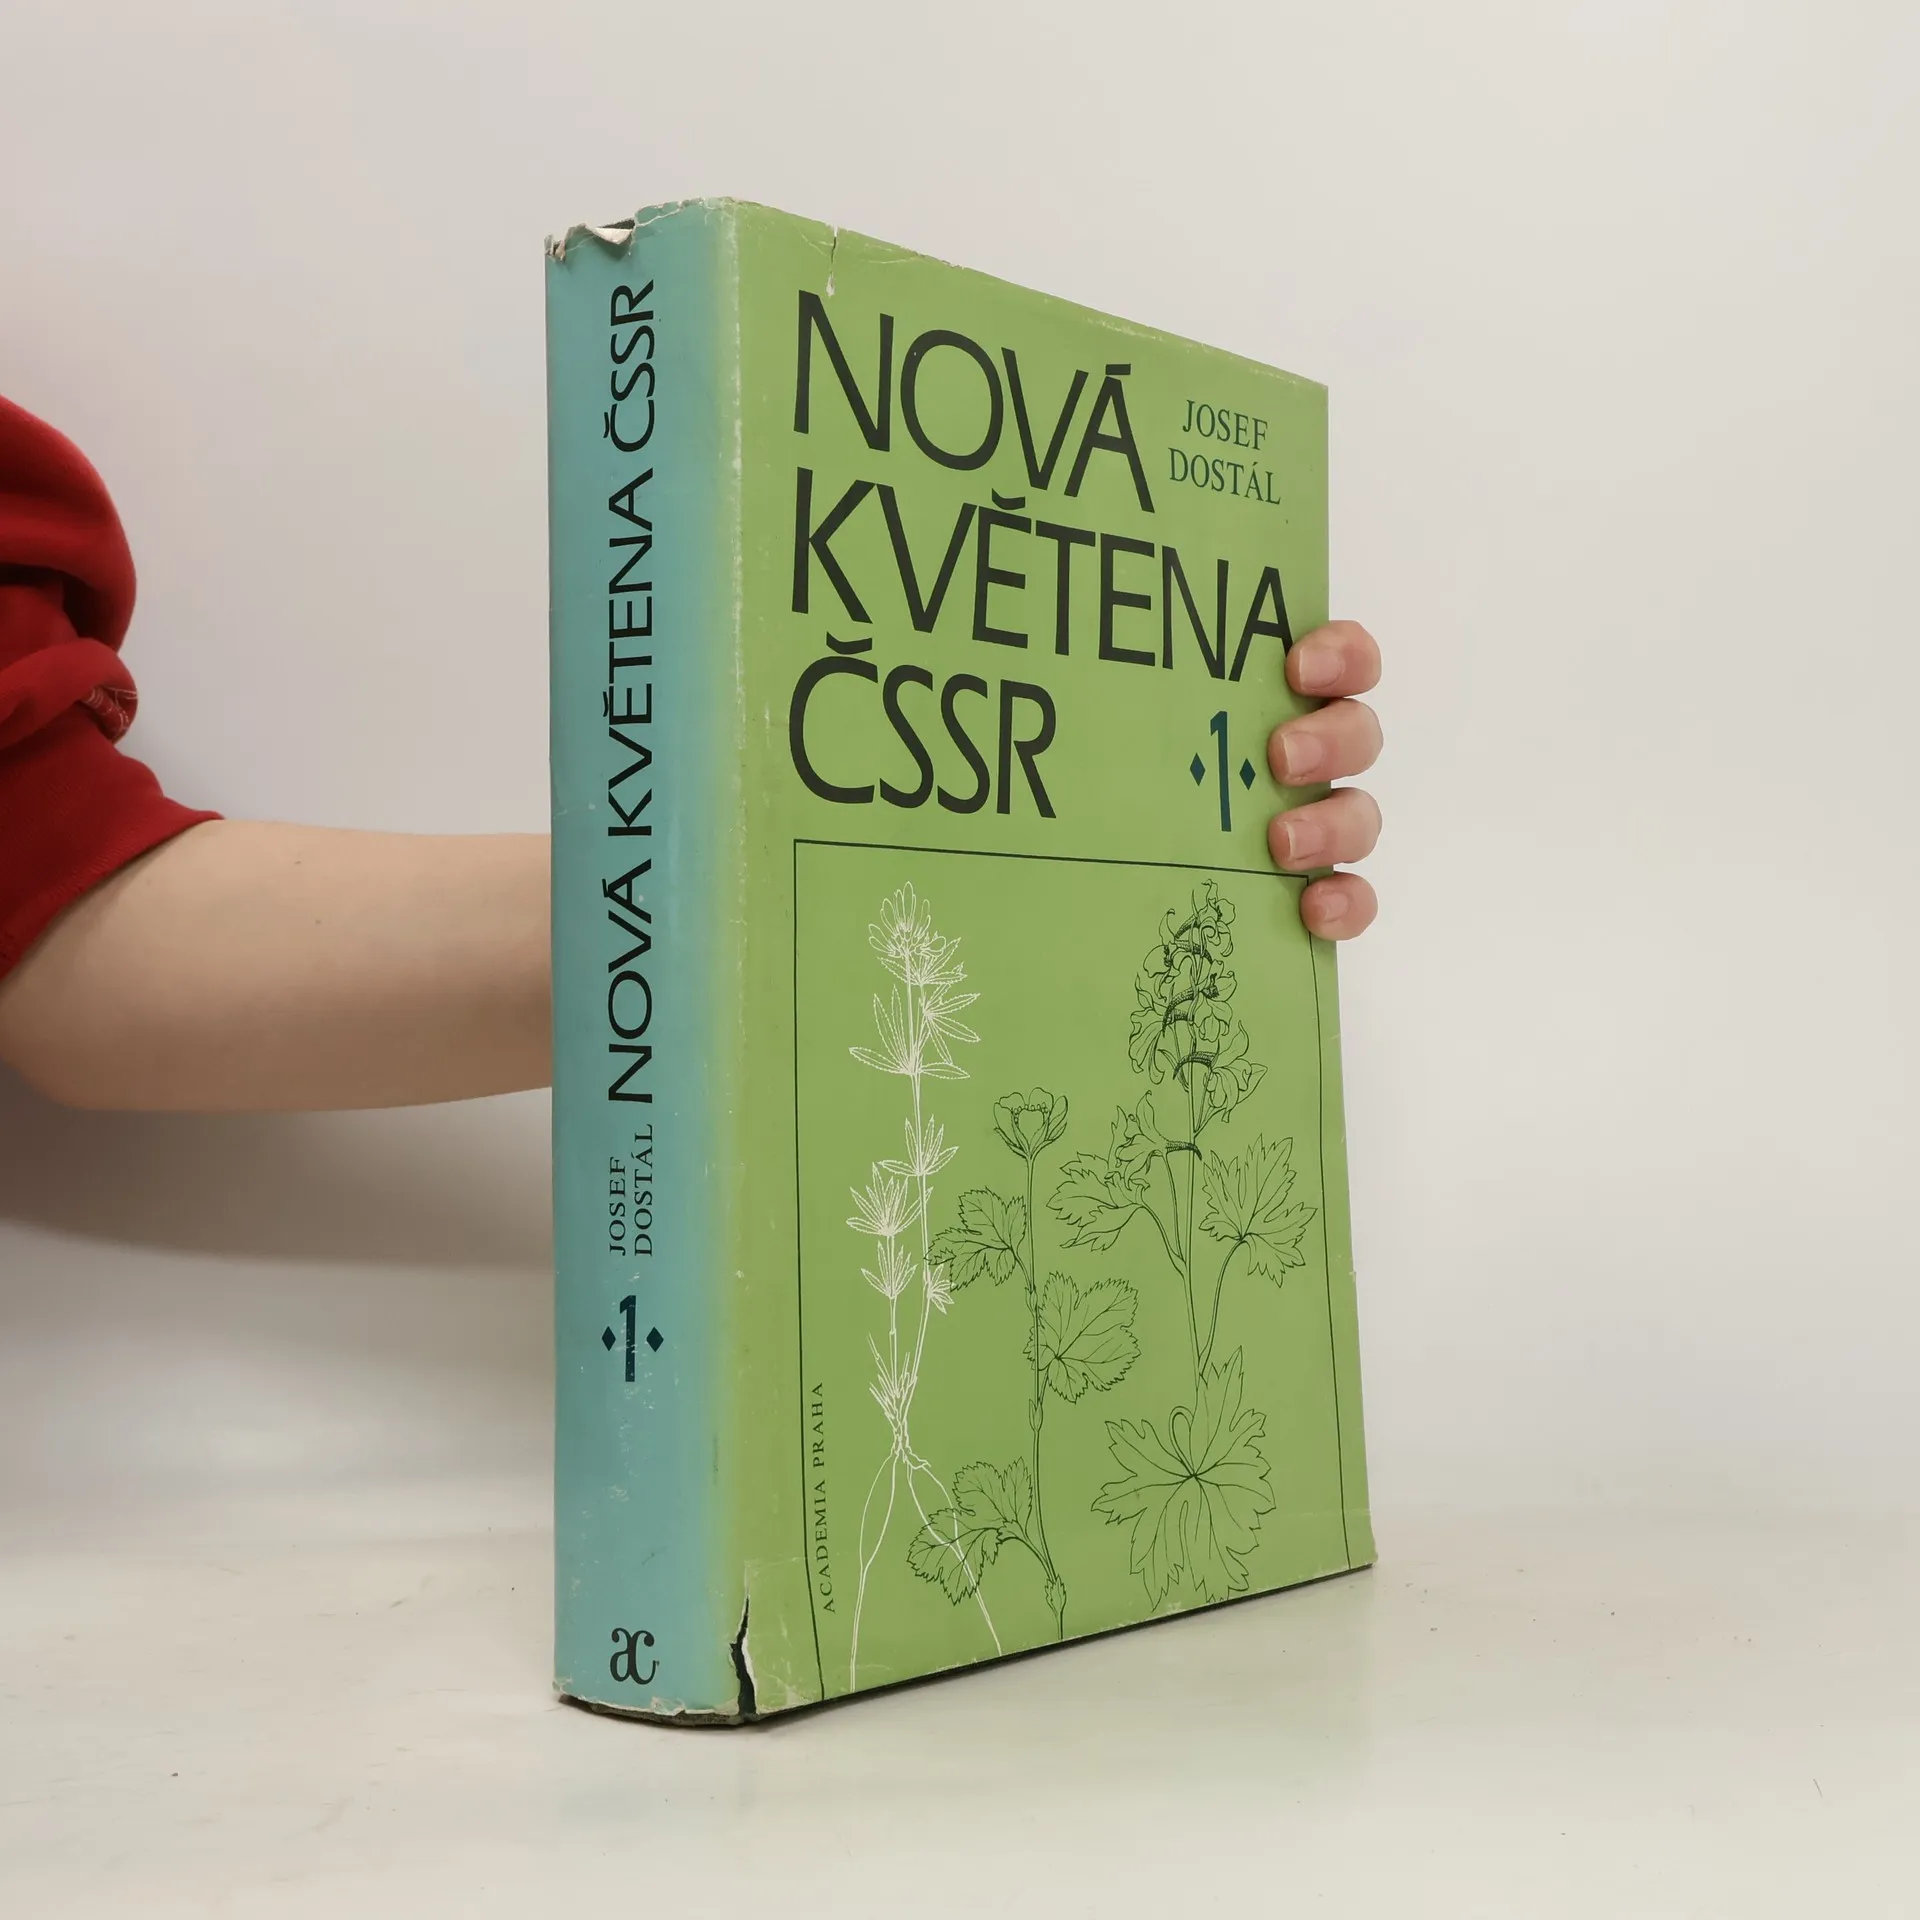 NOVÁ
KVĚTENA
ČSSR
JOSEF
DOSTÁL
1
ACADEMIA PRAHA
NOVÁ KVĚTENA ČSSR
JOSEF
DOSTÁL
1
ac